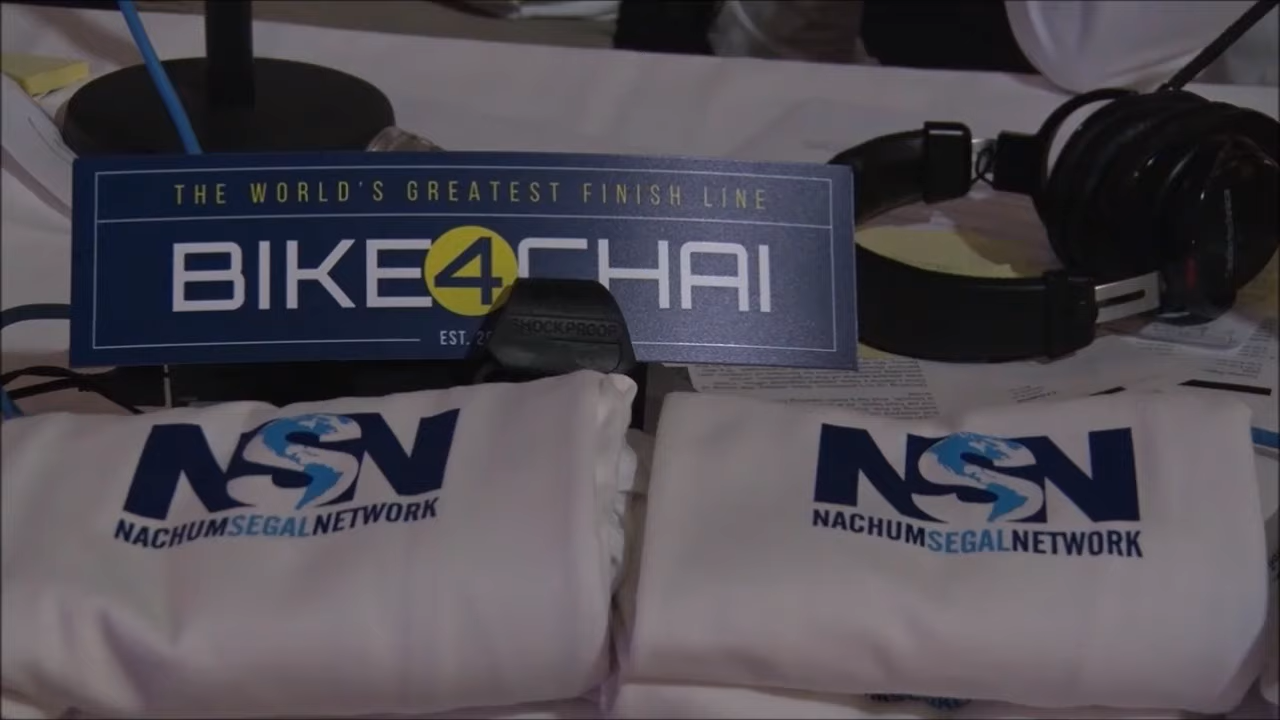 THE WORLD'S GREATEST FINISH LINE
BIKE4CHAI
EST.
SHOCKPROOF
NSN
NACHUMSEGALNETWORK
NSN
NACHUMSEGALNETWORK